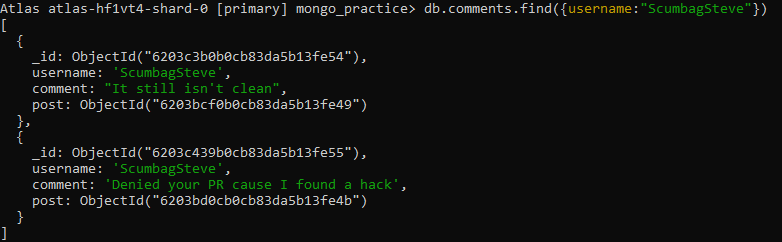 Atlas atlas-hf1vt4-shard-0 [primary] mongo_practice> db.comments.find({username:"ScumbagSteve"})
[
  {
    _id: ObjectId("6203c3b0b0cb83da5b13fe54"),
    username: 'ScumbagSteve',
    comment: "It still isn't clean",
    post: ObjectId("6203bcf0b0cb83da5b13fe49")
  },
  {
    _id: ObjectId("6203c439b0cb83da5b13fe55"),
    username: 'ScumbagSteve',
    comment: 'Denied your PR cause I found a hack',
    post: ObjectId("6203bd0cb0cb83da5b13fe4b")
  }
]